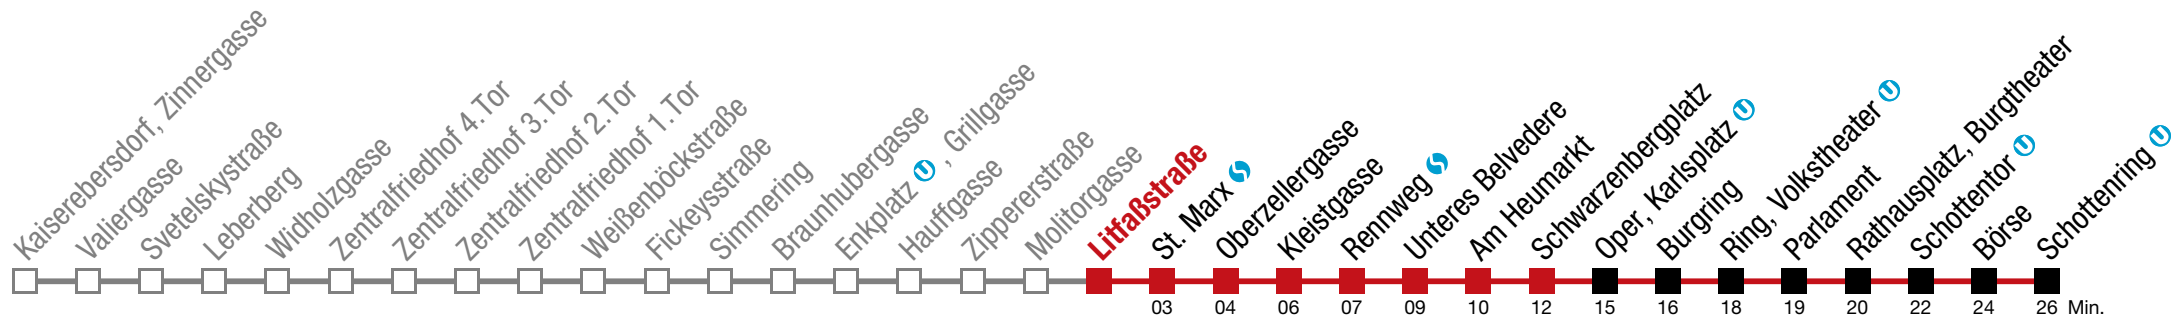 Kaiserebersdorf, Zinnergasse
Valiergasse
Svetelskystraße
Leberberg
Widholzgasse
Zentralfriedhof 4. Tor
Zentralfriedhof 3. Tor
Zentralfriedhof 2. Tor
Zentralfriedhof 1. Tor
Weißenböckstraße
Fickeysstraße
Simmering
Braunhubergasse
Enkplatz U, Grillgasse
Hauffgasse
Zippererstraße
Molitorgasse
Litfaßstraße
St. Marx S
Oberzellergasse
Kleistgasse
Rennweg S
Unteres Belvedere
Am Heumarkt
Schwarzenbergplatz
Oper, Karlsplatz U
Burgring
Ring, Volkstheater U
Parlament
Rathausplatz, Burgtheater
Schottentor U
Börse
Schottenring U
03 04 06 07 09 10 12 15 16 18 19 20 22 24 26 Min.